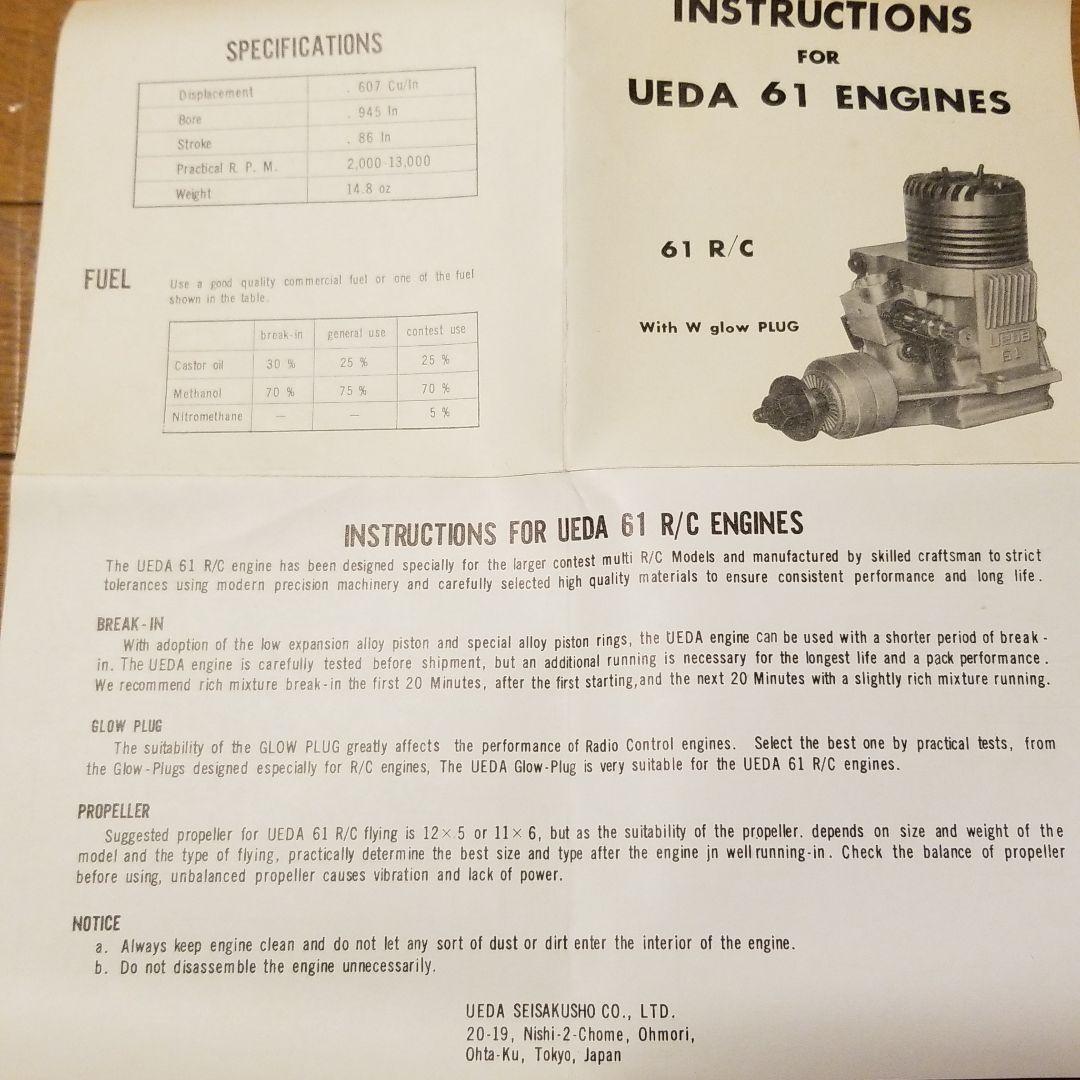 SPECIFICATIONS
Displacement . 607 Cu/In
Bore . 945 In
Stroke . 86 In
Practical R. P. M. 2,000-13,000
Weight 14.8 oz
FUEL
Use a good quality commercial fuel or one of the fuel
shown in the table.
break-in general use contest use
Castor oil 30 % 25 % 25 %
Methanol 70 % 75 % 70 %
Nitromethane — — 5 %
INSTRUCTIONS
FOR
UEDA 61 ENGINES
61 R/C
With W glow PLUG
UEDA
61
INSTRUCTIONS FOR UEDA 61 R/C ENGINES
The UEDA 61 R/C engine has been designed specially for the larger contest multi R/C Models and manufactured by skilled craftsman to strict
tolerances using modern precision machinery and carefully selected high quality materials to ensure consistent performance and long life.
BREAK-IN
With adoption of the low expansion alloy piston and special alloy piston rings, the UEDA engine can be used with a shorter period of break-
in. The UEDA engine is carefully tested before shipment, but an additional running is necessary for the longest life and a pack performance.
We recommend rich mixture break-in the first 20 Minutes, after the first starting,and the next 20 Minutes with a slightly rich mixture running.
GLOW PLUG
The suitability of the GLOW PLUG greatly affects the performance of Radio Control engines. Select the best one by practical tests, from
the Glow-Plugs designed especially for R/C engines, The UEDA Glow-Plug is very suitable for the UEDA 61 R/C engines.
PROPELLER
Suggested propeller for UEDA 61 R/C flying is 12×5 or 11×6, but as the suitability of the propeller. depends on size and weight of the
model and the type of flying, practically determine the best size and type after the engine jn well running-in. Check the balance of propeller
before using, unbalanced propeller causes vibration and lack of power.
NOTICE
a. Always keep engine clean and do not let any sort of dust or dirt enter the interior of the engine.
b. Do not disassemble the engine unnecessarily.
UEDA SEISAKUSHO CO., LTD.
20-19, Nishi-2-Chome, Ohmori,
Ohta-Ku, Tokyo, Japan